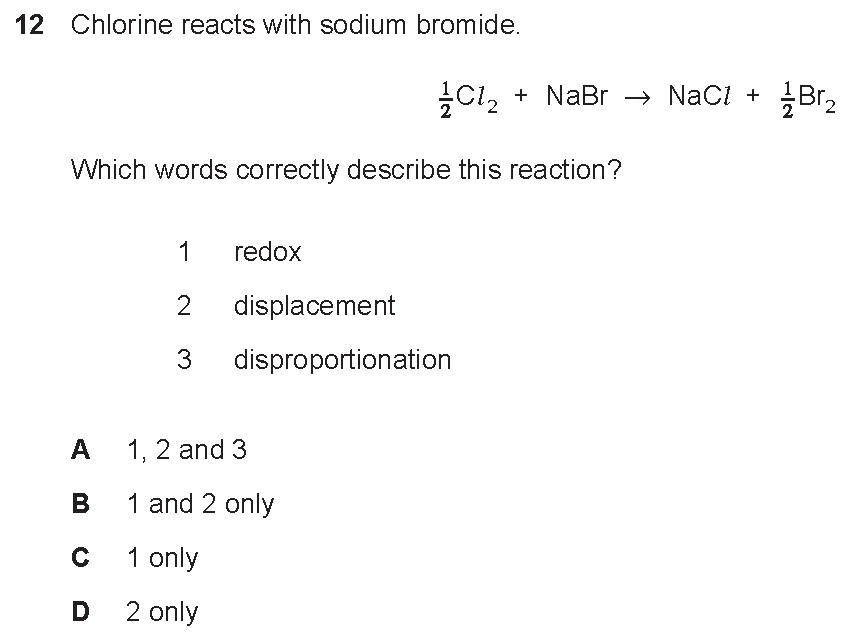 12 Chlorine reacts with sodium bromide.
½Cl₂ + NaBr → NaCl + ½Br₂
Which words correctly describe this reaction?
1 redox
2 displacement
3 disproportionation
A 1, 2 and 3
B 1 and 2 only
C 1 only
D 2 only